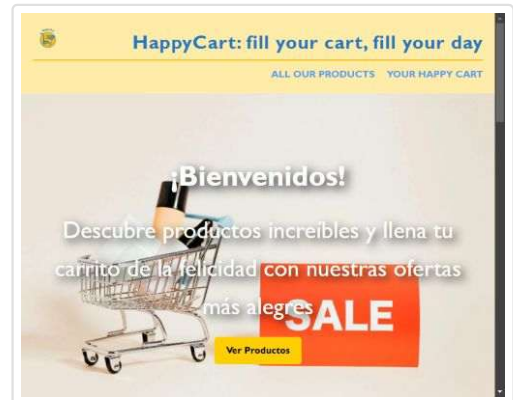 HappyCart: fill your cart, fill your day
ALL OUR PRODUCTS YOUR HAPPY CART
¡Bienvenidos!
Descubre productos increíbles y llena tu
carrito de la felicidad con nuestras ofertas
más alegres
SALE
Ver Productos